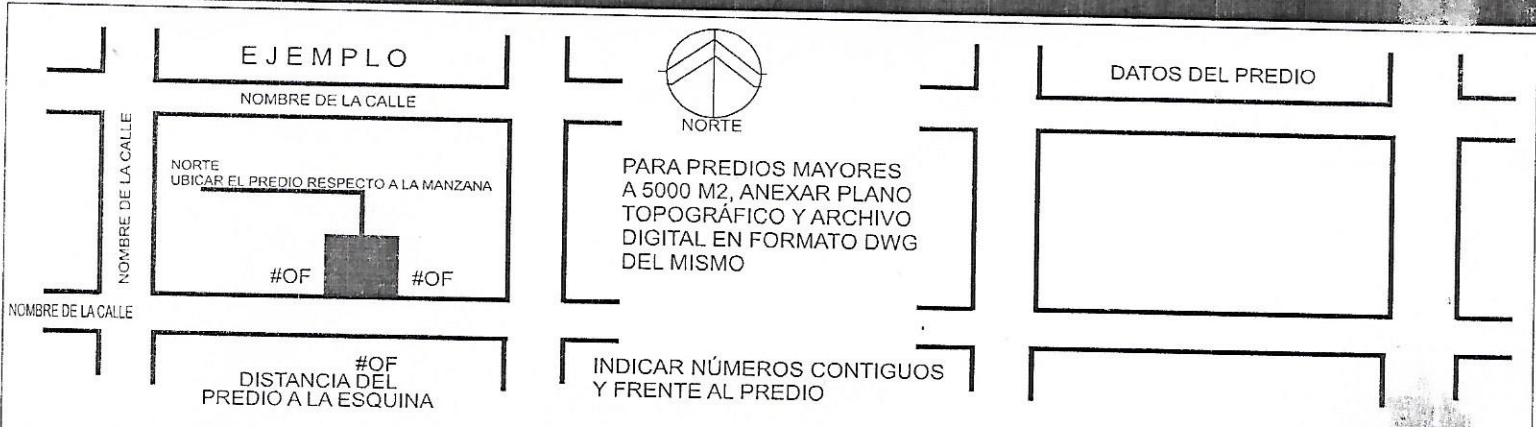 EJEMPLO
NOMBRE DE LA CALLE
NOMBRE DE LA CALLE
NORTE
UBICAR EL PREDIO RESPECTO A LA MANZANA
#OF
#OF
NOMBRE DE LA CALLE
#OF
DISTANCIA DEL
PREDIO A LA ESQUINA
NORTE
PARA PREDIOS MAYORES
A 5000 M2, ANEXAR PLANO
TOPOGRÁFICO Y ARCHIVO
DIGITAL EN FORMATO DWG
DEL MISMO
INDICAR NÚMEROS CONTIGUOS
Y FRENTE AL PREDIO
DATOS DEL PREDIO